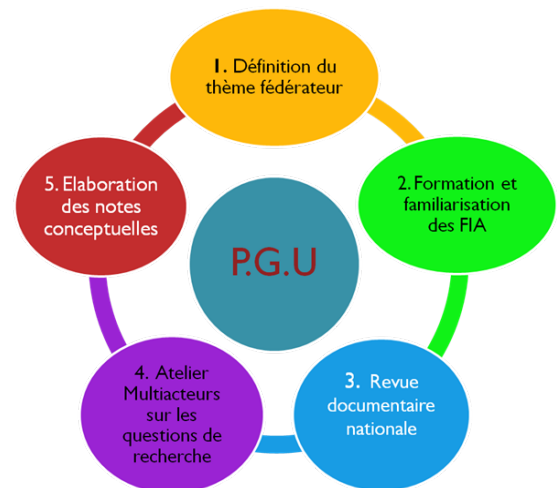 1. Définition du
thème fédérateur
2. Formation et
familiarisation
des FIA
3. Revue
documentaire
nationale
4. Atelier
Multiacteurs
sur les
questions de
recherche
5. Elaboration
des notes
conceptuelles
P.G.U